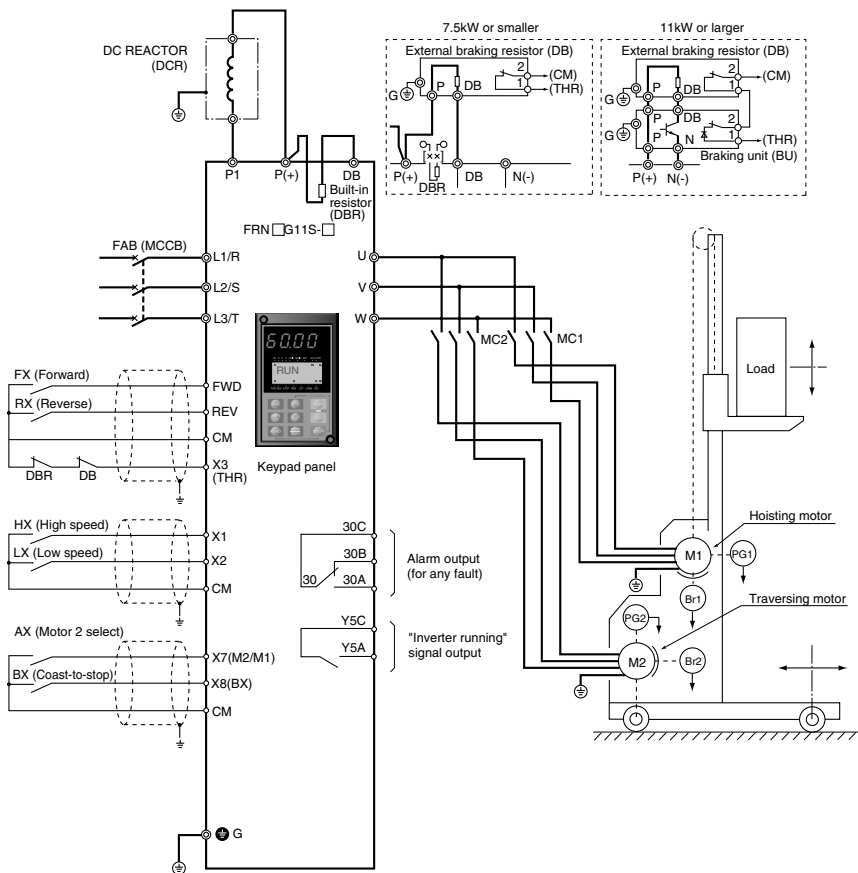 7.5kW or smaller
External braking resistor (DB)
P
DB
2
1
(CM)
(THR)
G
P(+)
DBR
DB
N(-)
11kW or larger
External braking resistor (DB)
2
1
(CM)
G
P
DB
G
P
DB
P
N
2
1
(THR)
Braking unit (BU)
P(+)
N(-)
DC REACTOR
(DCR)
P1
P(+)
DB
Built-in
resistor
(DBR)
FRN□G11S-□
FAB (MCCB)
L1/R
L2/S
L3/T
U
V
W
MC2
MC1
60.00
RUN
Keypad panel
FX (Forward)
FWD
RX (Reverse)
REV
CM
X3
(THR)
DBR
DB
HX (High speed)
X1
LX (Low speed)
X2
CM
AX (Motor 2 select)
X7(M2/M1)
BX (Coast-to-stop)
X8(BX)
CM
30C
30B
30
30A
Alarm output
(for any fault)
Y5C
Y5A
"Inverter running"
signal output
G
Load
Hoisting motor
M1
PG1
Br1
Traversing motor
PG2
M2
Br2